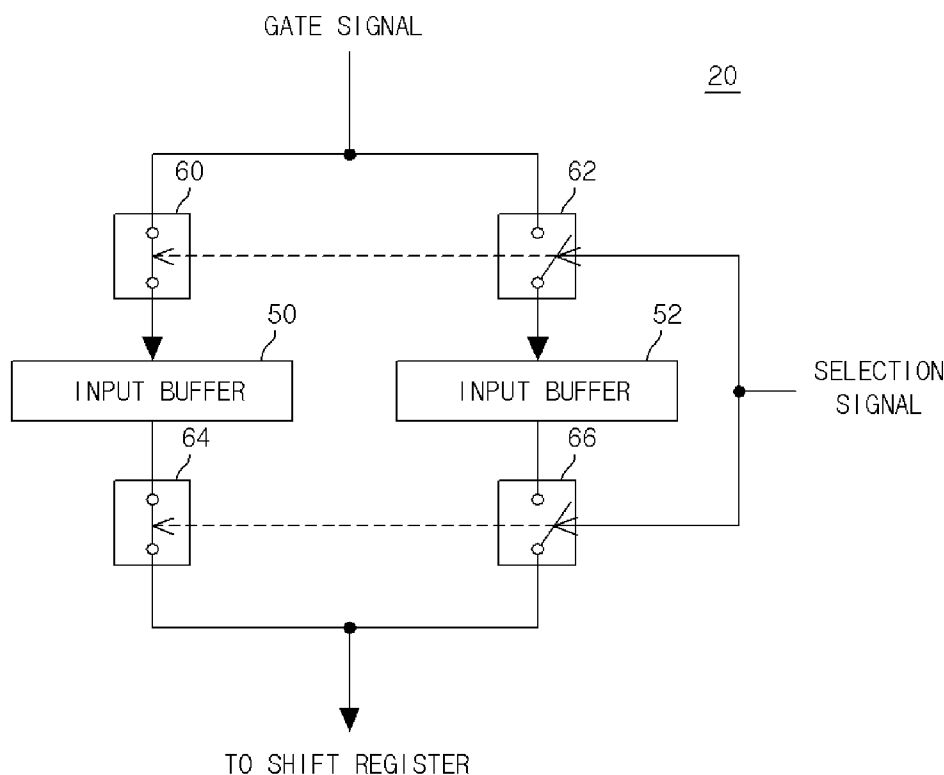 GATE SIGNAL
20
60
62
50
52
INPUT BUFFER
INPUT BUFFER
SELECTION
SIGNAL
64
66
TO SHIFT REGISTER